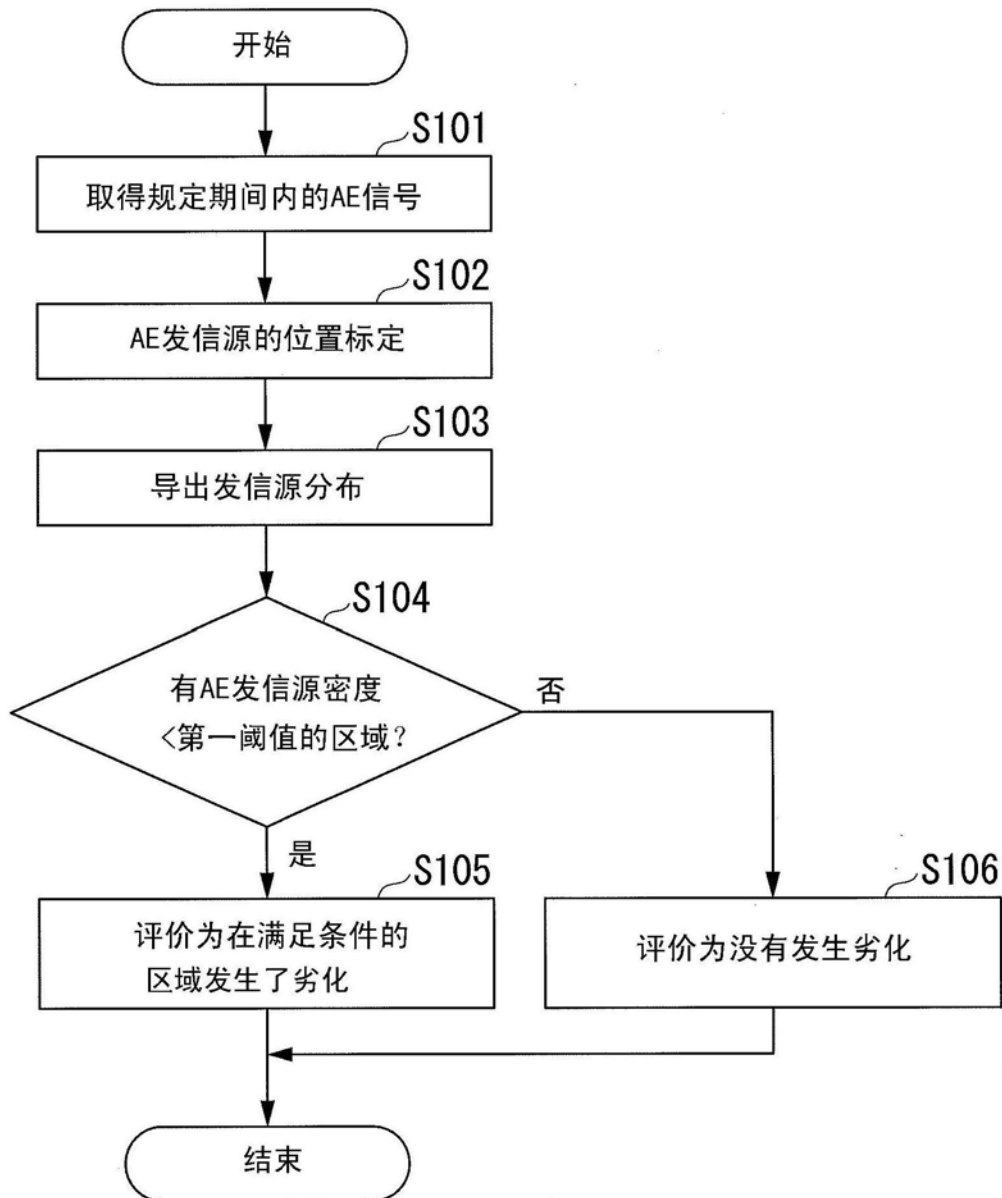 开始
S101
取得规定期间内的AE信号
S102
AE发信源的位置标定
S103
导出发信源分布
S104
有AE发信源密度
<第一阈值的区域?
否
是
S105
评价为在满足条件的
区域发生了劣化
S106
评价为没有发生劣化
结束